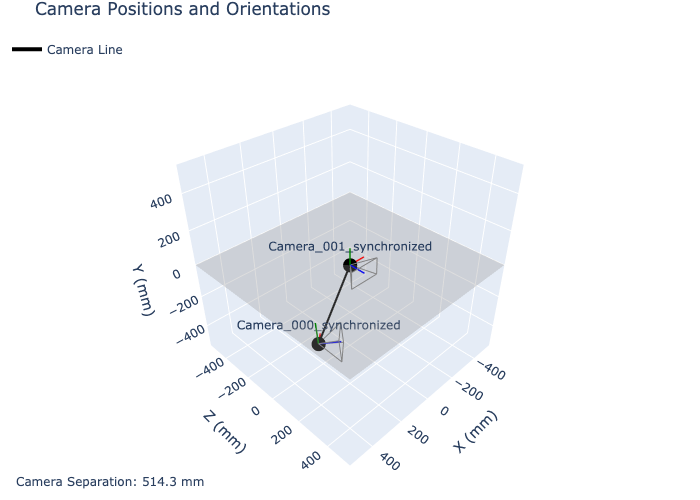 Camera Positions and Orientations
Camera Line
400
200
0
−200
−400
Y (mm)
Camera_001_synchronized
Camera_000_synchronized
−400
−200
0
200
400
Z (mm)
−400
−200
0
200
400
X (mm)
Camera Separation: 514.3 mm